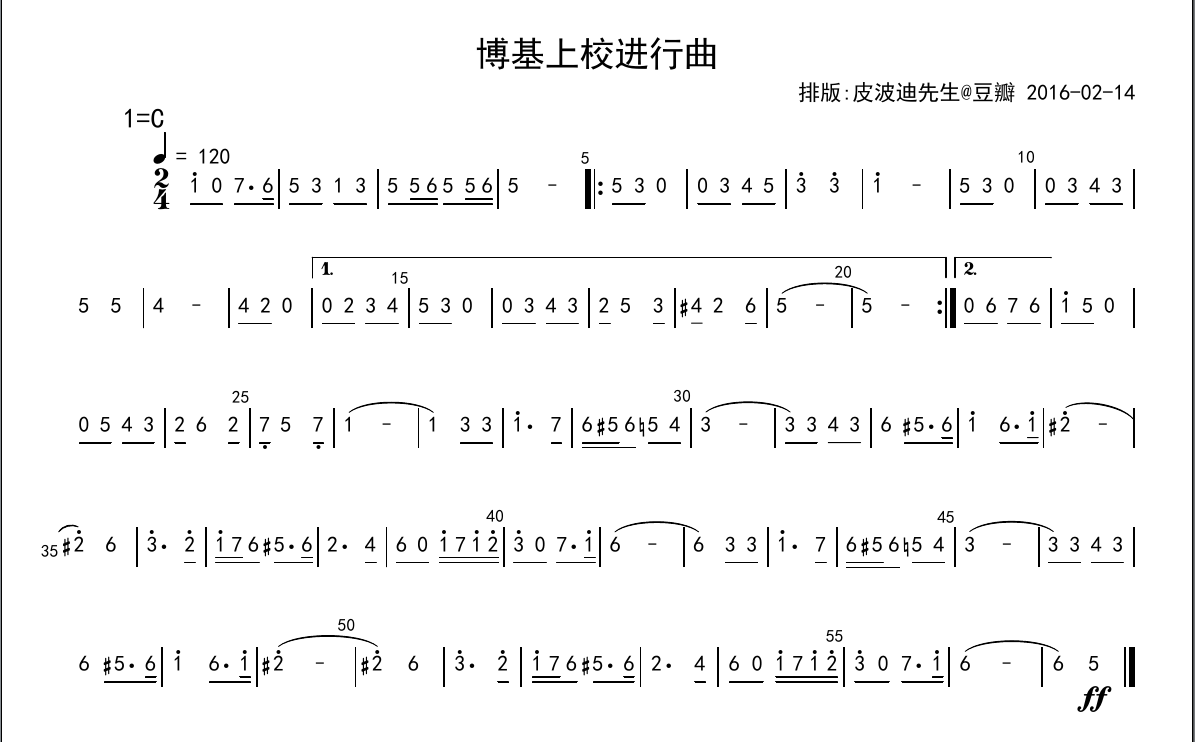 博基上校进行曲
排版:皮波迪先生@豆瓣 2016-02-14
1=C
♩ = 120
5 10
2/4 i̇ 0 7· 6 | 5 3 1 3 | 5 5 6 5 5 6 | 5 - |: 5 3 0 | 0 3 4 5 | 3̇ 3̇ | i̇ - | 5 3 0 | 0 3 4 3 |
1. 15 20 2.
5 5 | 4 - | 4 2 0 | 0 2 3 4 | 5 3 0 | 0 3 4 3 | 2 5 3 | #4 2 6 | 5 - | 5 - :| 0 6 7 6 | i̇ 5 0 |
25 30
0 5 4 3 | 2 6 2 | 7̣ 5 7̣ | 1 - | 1 3 3 | i̇· 7 | 6 #5 6 ♮5 4 | 3 - | 3 3 4 3 | 6 #5· 6 | i̇ 6· i̇ | #2̇ - |
40 45
35 #2̇ 6 | 3̇· 2̇ | i̇ 7 6 #5· 6 | 2· 4 | 6 0 i̇ 7 i̇ 2̇ | 3̇ 0 7· i̇ | 6 - | 6 3 3 | i̇· 7 | 6 #5 6 ♮5 4 | 3 - | 3 3 4 3 |
50 55
6 #5· 6 | i̇ 6· i̇ | #2̇ - | #2̇ 6 | 3̇· 2̇ | i̇ 7 6 #5· 6 | 2· 4 | 6 0 i̇ 7 i̇ 2̇ | 3̇ 0 7· i̇ | 6 - | 6 5 ‖
ff